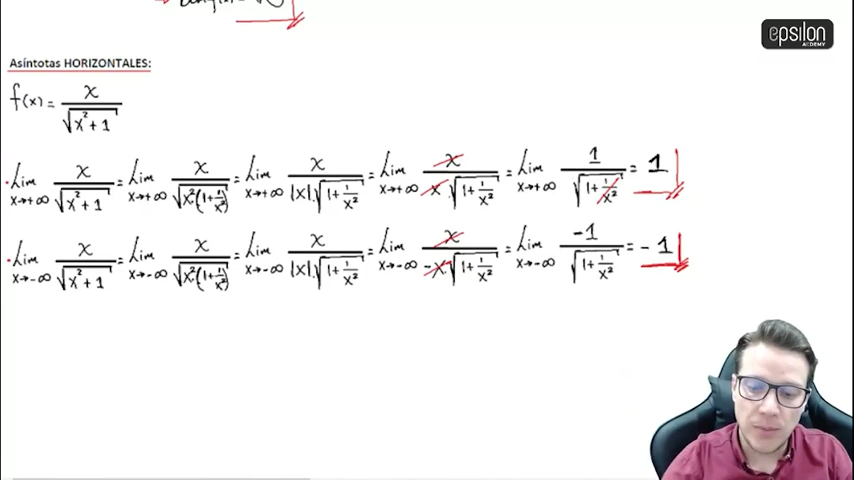 epsilon
ACADEMY
Asíntotas HORIZONTALES:
f(x) = x / √(x² + 1)
• Lim x→+∞ x / √(x² + 1) = Lim x→+∞ x / √(x²·(1 + 1/x²)) = Lim x→+∞ x / (|x|·√(1 + 1/x²)) = Lim x→+∞ x / (x·√(1 + 1/x²)) = Lim x→+∞ 1 / √(1 + 1/x²) = 1
• Lim x→-∞ x / √(x² + 1) = Lim x→-∞ x / √(x²·(1 + 1/x²)) = Lim x→-∞ x / (|x|·√(1 + 1/x²)) = Lim x→-∞ x / (-x·√(1 + 1/x²)) = Lim x→-∞ -1 / √(1 + 1/x²) = -1